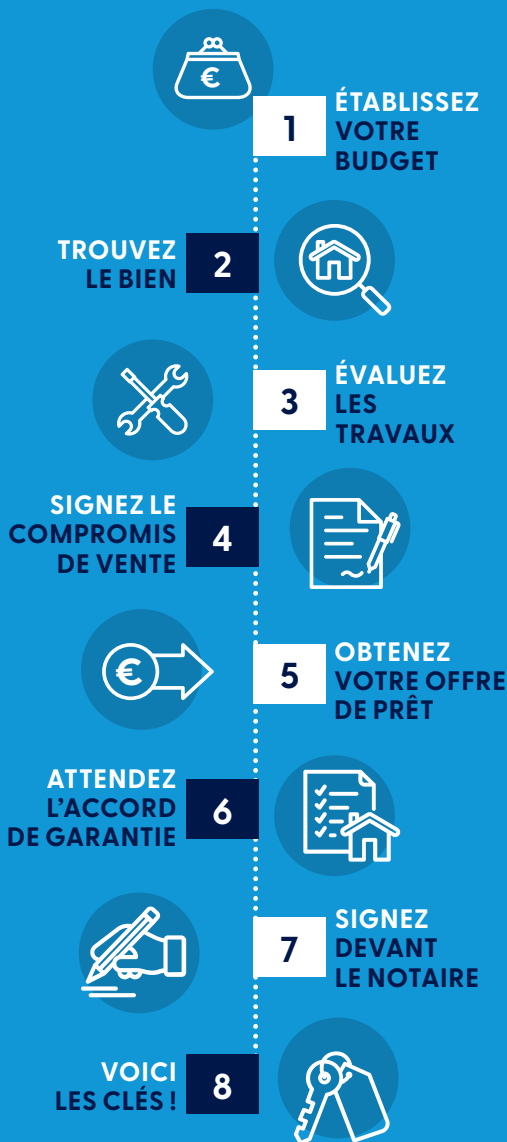 €
1
ÉTABLISSEZ
VOTRE
BUDGET
TROUVEZ
LE BIEN
2
3
ÉVALUEZ
LES
TRAVAUX
SIGNEZ LE
COMPROMIS
DE VENTE
4
€
5
OBTENEZ
VOTRE OFFRE
DE PRÊT
ATTENDEZ
L’ACCORD
DE GARANTIE
6
7
SIGNEZ
DEVANT
LE NOTAIRE
VOICI
LES CLÉS !
8